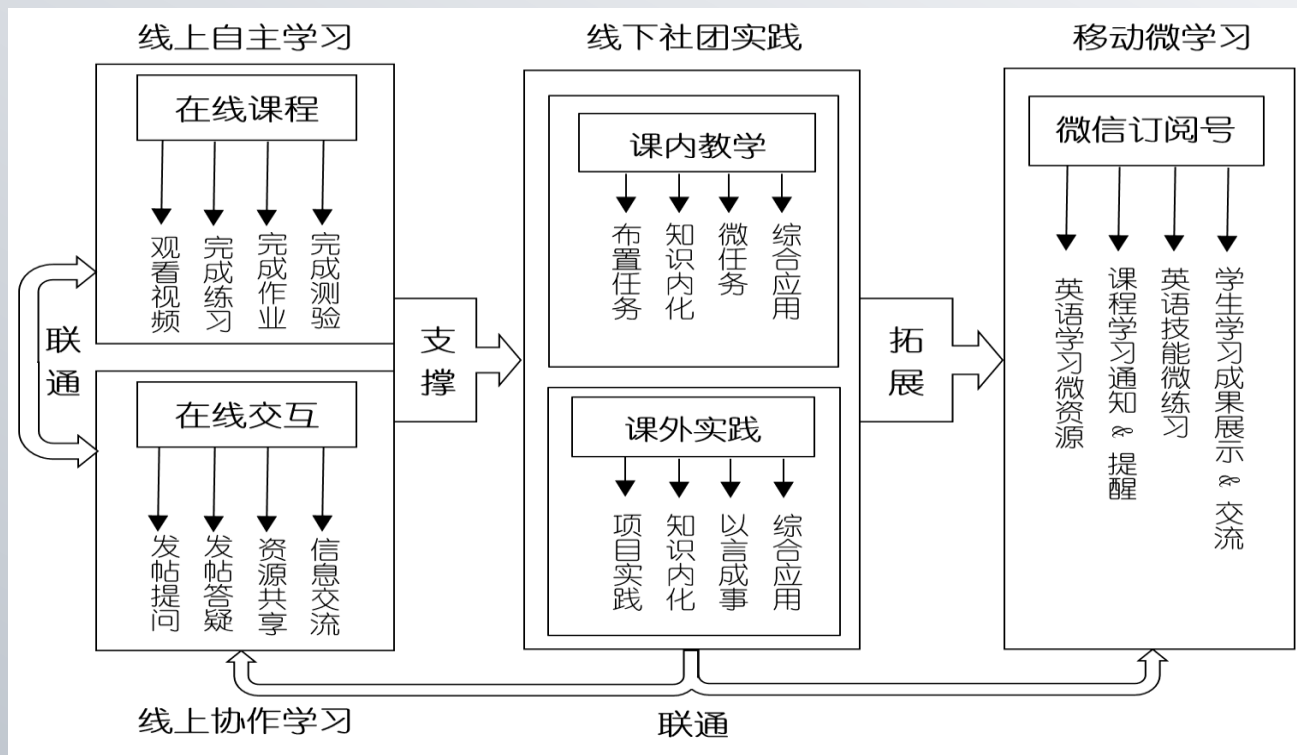 线上自主学习
在线课程
观看视频
完成练习
完成作业
完成测验
联通
在线交互
发帖提问
发帖答疑
资源共享
信息交流
线上协作学习
支撑
线下社团实践
课内教学
布置任务
知识内化
微任务
综合应用
课外实践
项目实践
知识内化
以言成事
综合应用
联通
拓展
移动微学习
微信订阅号
英语学习微资源
课程学习通知 & 提醒
英语技能微练习
学生学习成果展示 & 交流